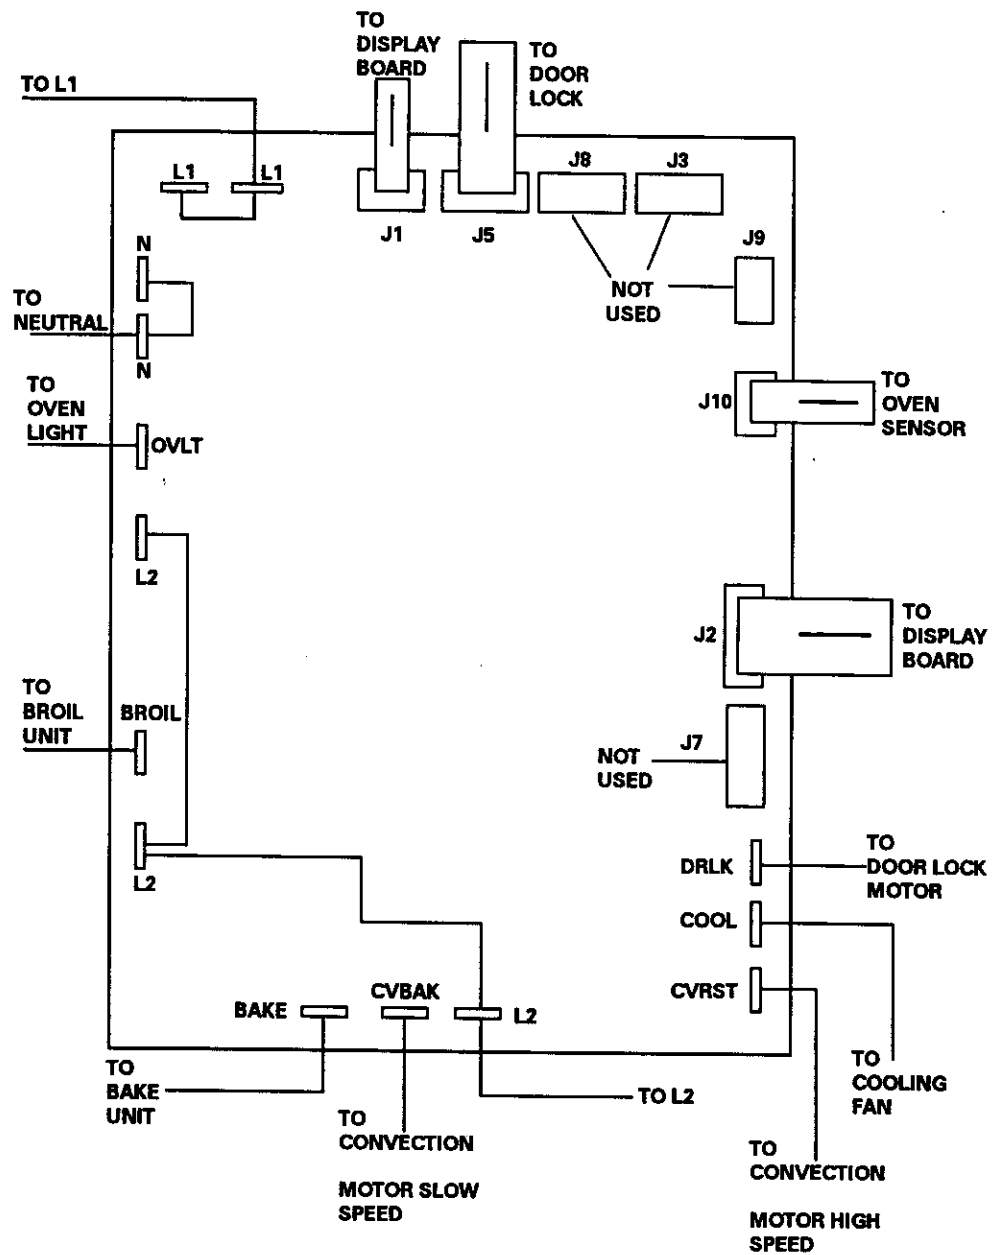 TO
DISPLAY
BOARD
TO
DOOR
LOCK
TO L1
L1
L1
J8
J3
J1
J5
N
J9
NOT
USED
TO
NEUTRAL
N
TO
OVEN
LIGHT
OVLT
J10
TO
OVEN
SENSOR
L2
J2
TO
DISPLAY
BOARD
TO
BROIL
UNIT
BROIL
J7
NOT
USED
L2
DRLK
TO
DOOR LOCK
MOTOR
COOL
CVRST
BAKE
CVBAK
L2
TO
BAKE
UNIT
TO L2
TO
COOLING
FAN
TO
CONVECTION
MOTOR SLOW
SPEED
TO
CONVECTION
MOTOR HIGH
SPEED